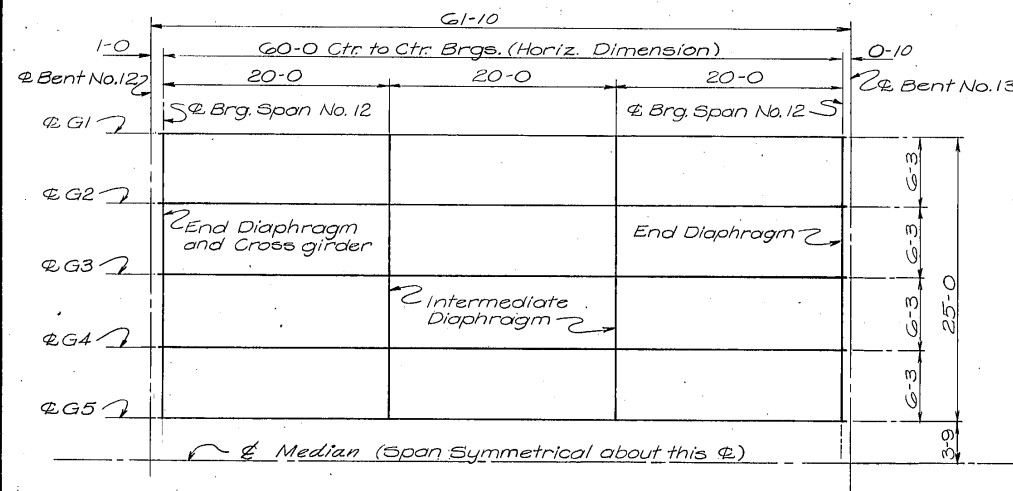 61-10
1-0
60-0 Ctr. to Ctr. Brgs. (Horiz. Dimension)
0-10
℄ Bent No.12
20-0
20-0
20-0
℄ Bent No.13
℄ Brg. Span No. 12
℄ Brg. Span No. 12
℄ G1
6-3
℄ G2
End Diaphragm
and Cross girder
End Diaphragm
6-3
℄ G3
25-0
Intermediate
Diaphragm
6-3
℄ G4
6-3
℄ G5
3-9
℄ Median (Span Symmetrical about this ℄)